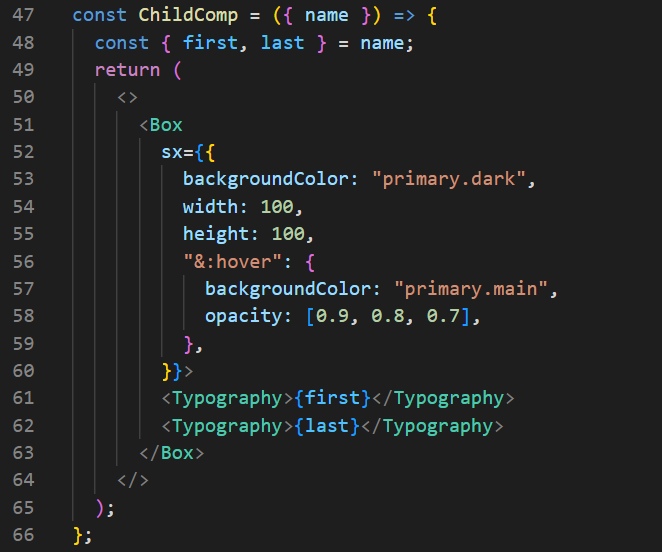 47 const ChildComp = ({ name }) => {
48   const { first, last } = name;
49   return (
50     <>
51       <Box
52         sx={{
53           backgroundColor: "primary.dark",
54           width: 100,
55           height: 100,
56           "&:hover": {
57             backgroundColor: "primary.main",
58             opacity: [0.9, 0.8, 0.7],
59           },
60         }}>
61         <Typography>{first}</Typography>
62         <Typography>{last}</Typography>
63       </Box>
64     </>
65   );
66 };